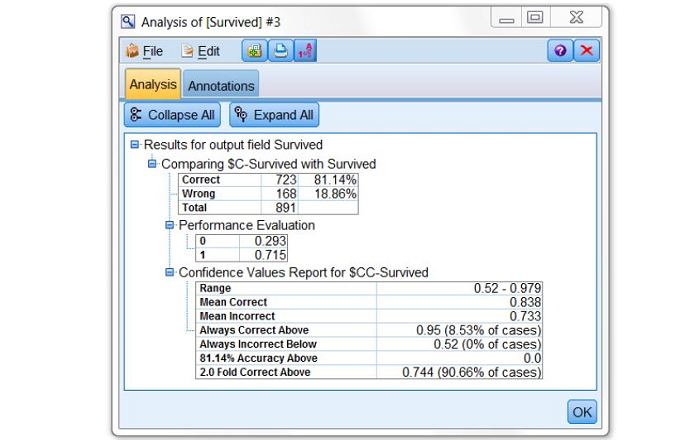 Analysis of [Survived] #3
File Edit
Analysis Annotations
Collapse All Expand All
Results for output field Survived
Comparing $C-Survived with Survived
Correct 723 81.14%
Wrong 168 18.86%
Total 891
Performance Evaluation
0 0.293
1 0.715
Confidence Values Report for $CC-Survived
Range 0.52 - 0.979
Mean Correct 0.838
Mean Incorrect 0.733
Always Correct Above 0.95 (8.53% of cases)
Always Incorrect Below 0.52 (0% of cases)
81.14% Accuracy Above 0.0
2.0 Fold Correct Above 0.744 (90.66% of cases)
OK